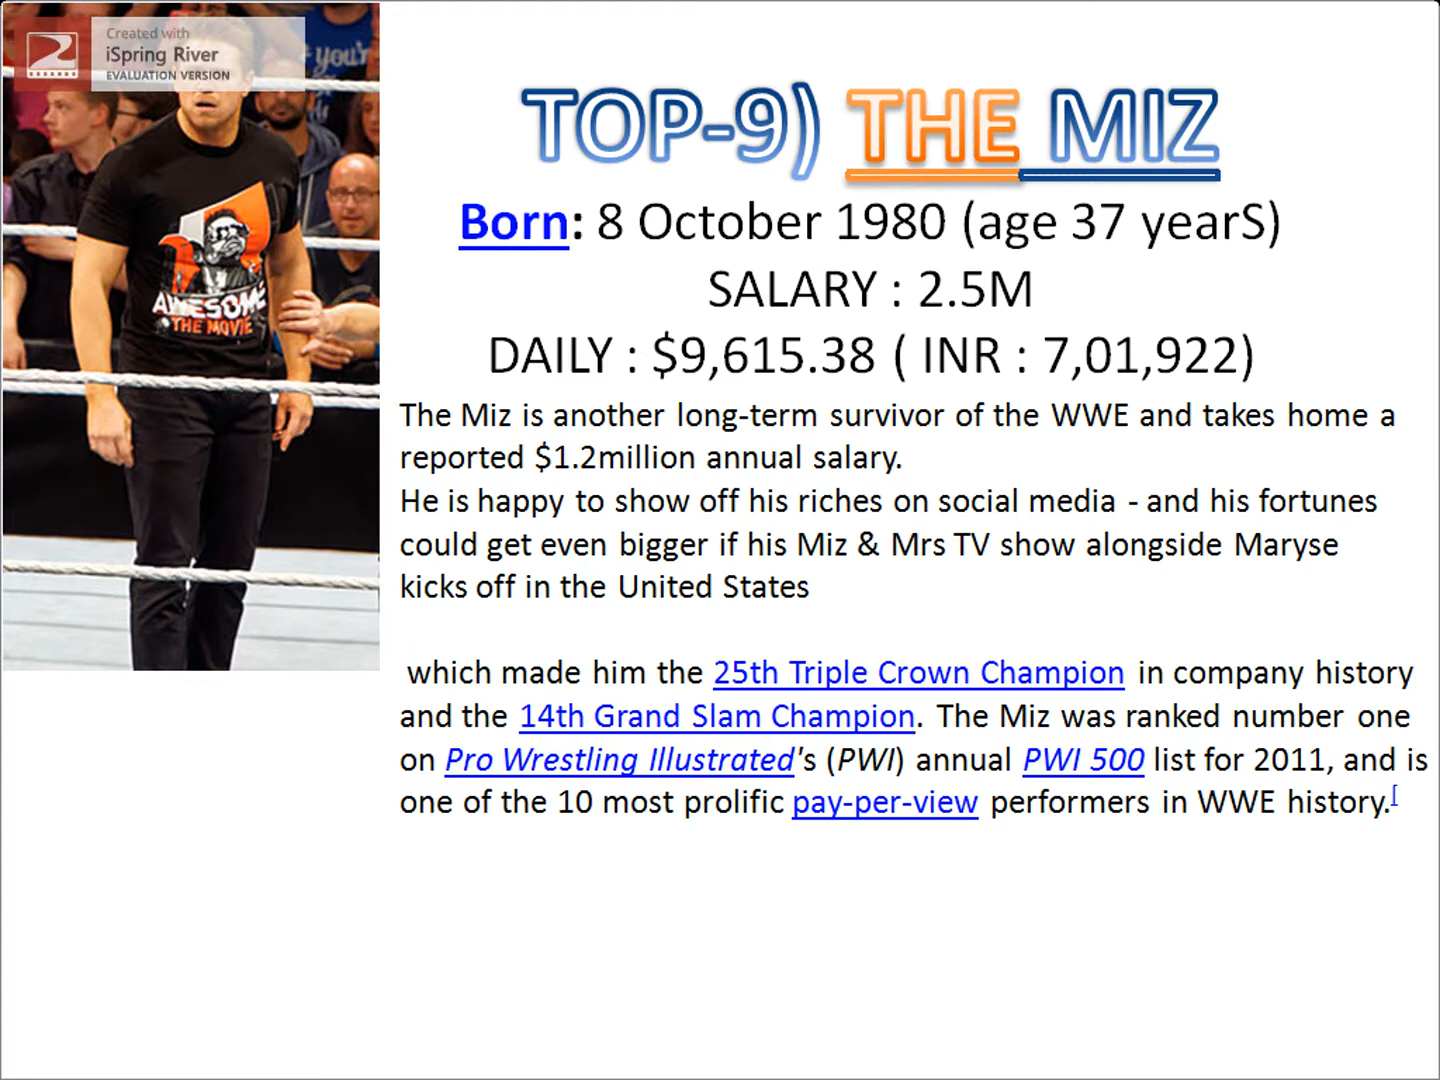 Created with
iSpring River
EVALUATION VERSION
you'r
AWESOME
THE MOVIE
TOP-9) THE MIZ
Born: 8 October 1980 (age 37 yearS)
SALARY : 2.5M
DAILY : $9,615.38 ( INR : 7,01,922)
The Miz is another long-term survivor of the WWE and takes home a
reported $1.2million annual salary.
He is happy to show off his riches on social media - and his fortunes
could get even bigger if his Miz & Mrs TV show alongside Maryse
kicks off in the United States
which made him the 25th Triple Crown Champion in company history
and the 14th Grand Slam Champion. The Miz was ranked number one
on Pro Wrestling Illustrated's (PWI) annual PWI 500 list for 2011, and is
one of the 10 most prolific pay-per-view performers in WWE history.[